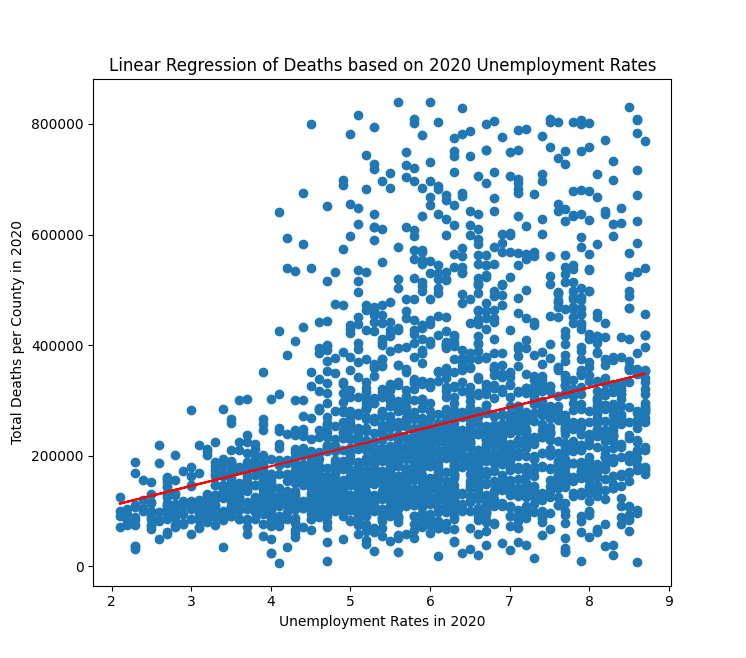 Linear Regression of Deaths based on 2020 Unemployment Rates
Total Deaths per County in 2020
800000
600000
400000
200000
0
2 3 4 5 6 7 8 9
Unemployment Rates in 2020